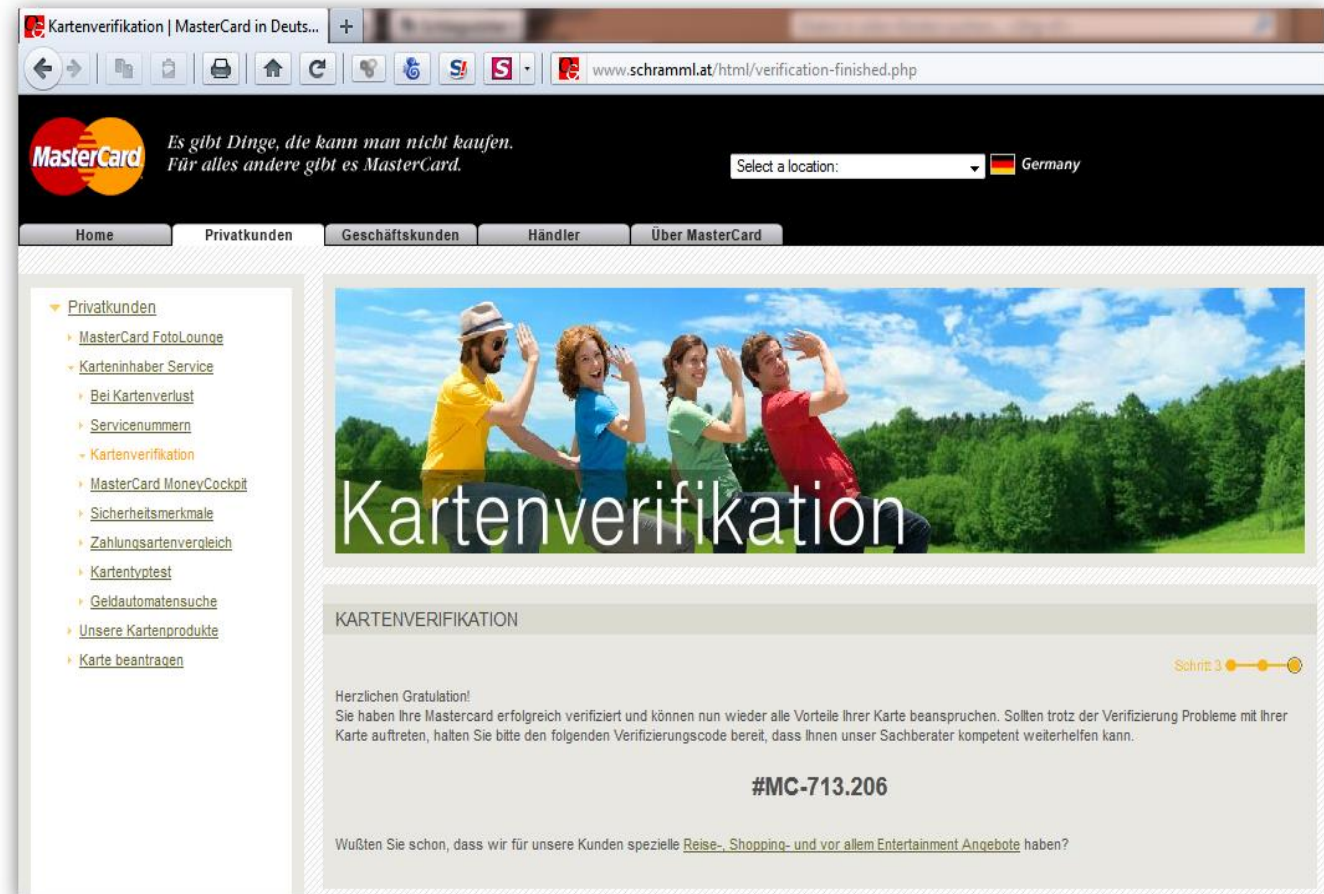 Kartenverifikation | MasterCard in Deuts...
www.schramml.at/html/verification-finished.php
MasterCard
Es gibt Dinge, die kann man nicht kaufen.
Für alles andere gibt es MasterCard.
Select a location:
Germany
Home
Privatkunden
Geschäftskunden
Händler
Über MasterCard
Privatkunden
MasterCard FotoLounge
Karteninhaber Service
Bei Kartenverlust
Servicenummern
Kartenverifikation
MasterCard MoneyCockpit
Sicherheitsmerkmale
Zahlungsartenvergleich
Kartentyptest
Geldautomatensuche
Unsere Kartenprodukte
Karte beantragen
Kartenverifikation
KARTENVERIFIKATION
Schritt 3
Herzlichen Gratulation!
Sie haben Ihre Mastercard erfolgreich verifiziert und können nun wieder alle Vorteile Ihrer Karte beanspruchen. Sollten trotz der Verifizierung Probleme mit Ihrer
Karte auftreten, halten Sie bitte den folgenden Verifizierungscode bereit, dass Ihnen unser Sachberater kompetent weiterhelfen kann.
#MC-713.206
Wußten Sie schon, dass wir für unsere Kunden spezielle Reise-, Shopping- und vor allem Entertainment Angebote haben?